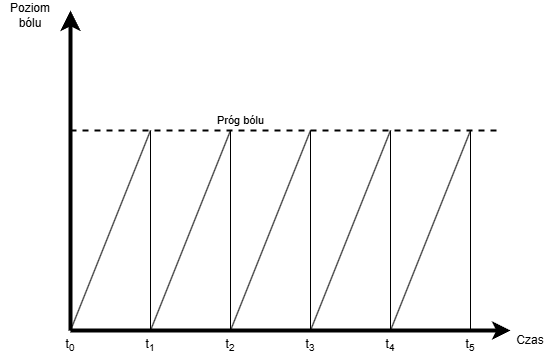 Poziom
bólu
Próg bólu
t0 t1 t2 t3 t4 t5
Czas